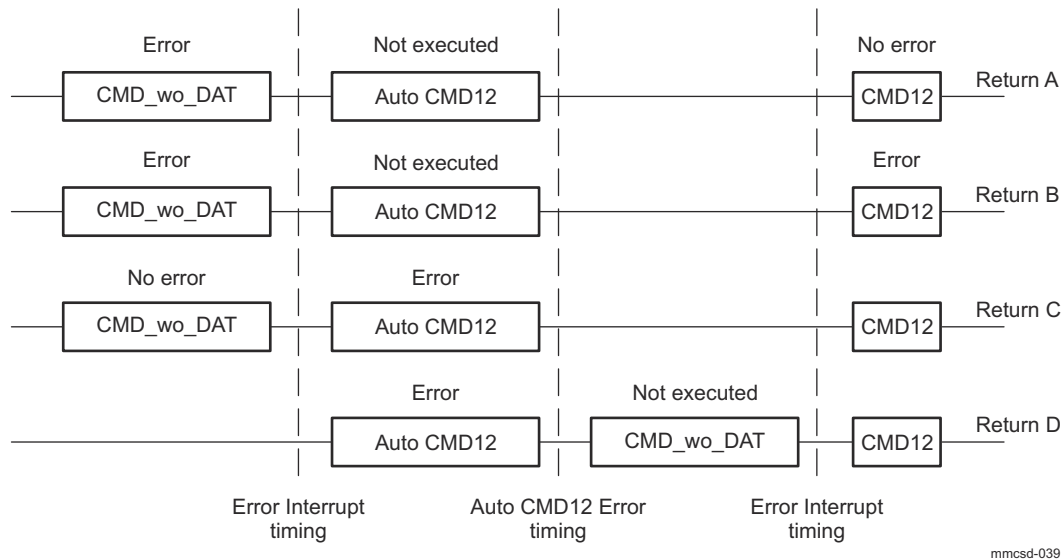 Error Not executed No error
CMD_wo_DAT Auto CMD12 CMD12 Return A
Error Not executed Error
CMD_wo_DAT Auto CMD12 CMD12 Return B
No error Error
CMD_wo_DAT Auto CMD12 CMD12 Return C
Error Not executed
Auto CMD12 CMD_wo_DAT CMD12 Return D
Error Interrupt Auto CMD12 Error Error Interrupt
timing timing timing
mmcsd-039